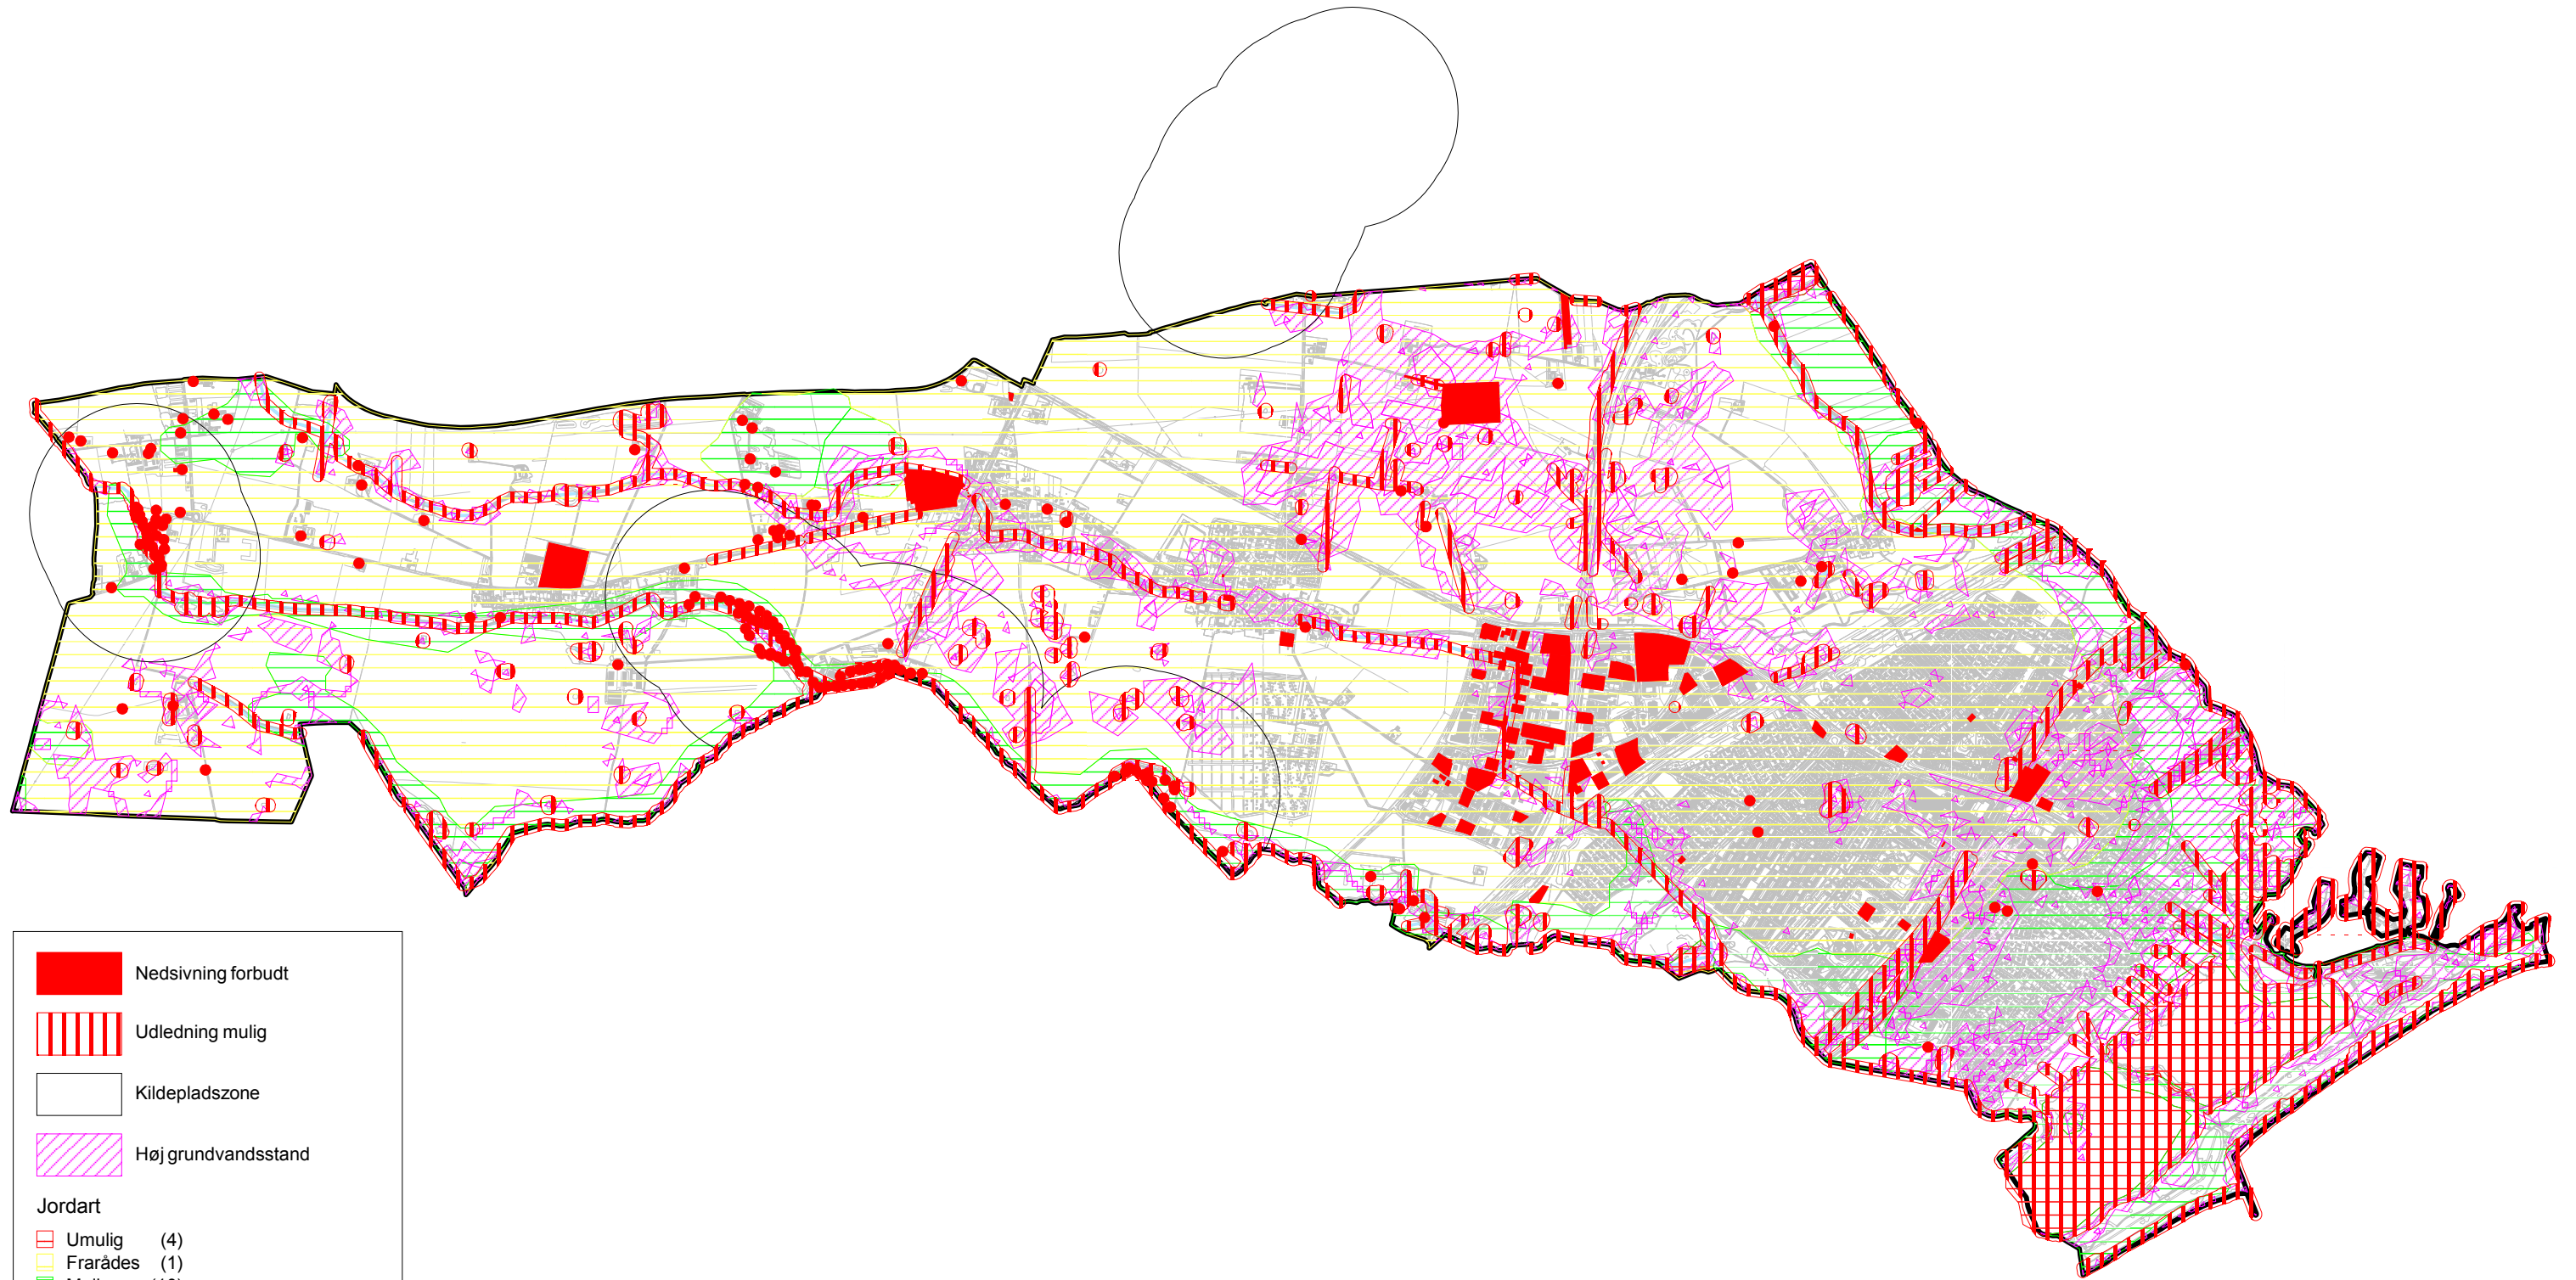 Nedsivning forbudt
Udledning mulig
Kildepladszone
Høj grundvandsstand
Jordart
Umulig (4)
Frarådes (1)